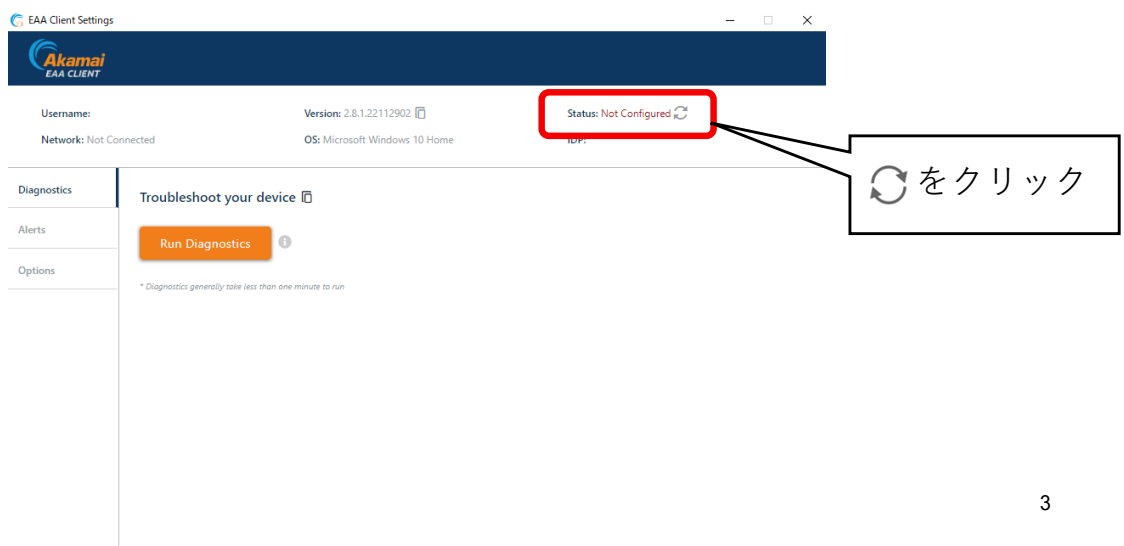 EAA Client Settings
Akamai
EAA CLIENT
Username:
Version: 2.8.1.22112902
Status: Not Configured
Network: Not Connected
OS: Microsoft Windows 10 Home
IDP:
をクリック
Diagnostics
Troubleshoot your device
Alerts
Run Diagnostics
Options
* Diagnostics generally take less than one minute to run
3